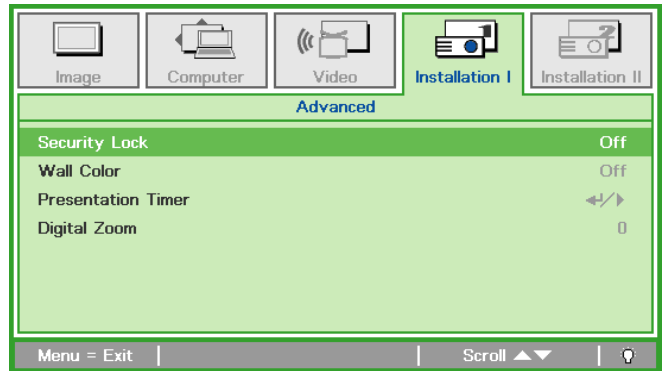 Image Computer Video Installation I Installation II
Advanced
Security Lock Off
Wall Color Off
Presentation Timer
Digital Zoom 0
Menu = Exit Scroll